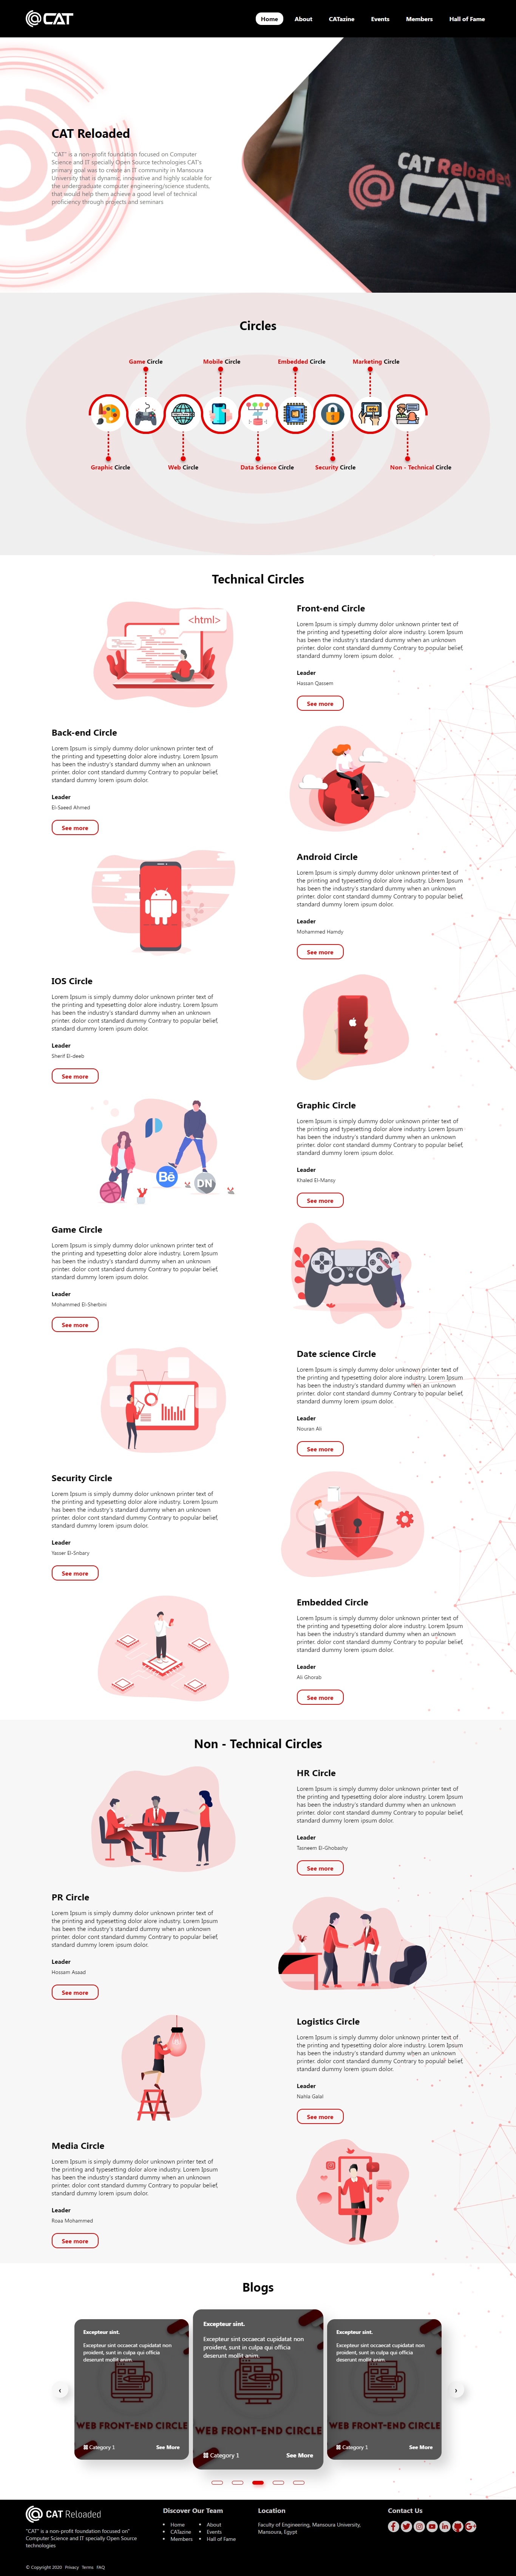 @CAT
Home About CATazine Events Members Hall of Fame
CAT Reloaded
"CAT" is a non-profit foundation focused on Computer
Science and IT specially Open Source technologies CAT's
primary goal was to create an IT community in Mansoura
University that is dynamic, innovative and highly scalable for
the undergraduate computer engineering/science students,
that would help them achieve a good level of technical
proficiency through projects and seminars
Reloaded
@CAT
Circles
Game Circle Mobile Circle Embedded Circle Marketing Circle
Graphic Circle Web Circle Data Science Circle Security Circle Non - Technical Circle
Technical Circles
<html>
Front-end Circle
Lorem Ipsum is simply dummy dolor unknown printer text of
the printing and typesetting dolor alore industry. Lorem Ipsum
has been the industry's standard dummy when an unknown
printer. dolor cont standard dummy Contrary to popular belief,
standard dummy lorem ipsum dolor.
Leader
Hassan Qassem
See more
Back-end Circle
Lorem Ipsum is simply dummy dolor unknown printer text of
the printing and typesetting dolor alore industry. Lorem Ipsum
has been the industry's standard dummy when an unknown
printer. dolor cont standard dummy Contrary to popular belief,
standard dummy lorem ipsum dolor.
Leader
El-Saeed Ahmed
See more
Android Circle
Lorem Ipsum is simply dummy dolor unknown printer text of
the printing and typesetting dolor alore industry. Lorem Ipsum
has been the industry's standard dummy when an unknown
printer. dolor cont standard dummy Contrary to popular belief,
standard dummy lorem ipsum dolor.
Leader
Mohammed Hamdy
See more
IOS Circle
Lorem Ipsum is simply dummy dolor unknown printer text of
the printing and typesetting dolor alore industry. Lorem Ipsum
has been the industry's standard dummy when an unknown
printer. dolor cont standard dummy Contrary to popular belief,
standard dummy lorem ipsum dolor.
Leader
Sherif El-deeb
See more
Bē
DN
Graphic Circle
Lorem Ipsum is simply dummy dolor unknown printer text of
the printing and typesetting dolor alore industry. Lorem Ipsum
has been the industry's standard dummy when an unknown
printer. dolor cont standard dummy Contrary to popular belief,
standard dummy lorem ipsum dolor.
Leader
Khaled El-Mansy
See more
Game Circle
Lorem Ipsum is simply dummy dolor unknown printer text of
the printing and typesetting dolor alore industry. Lorem Ipsum
has been the industry's standard dummy when an unknown
printer. dolor cont standard dummy Contrary to popular belief,
standard dummy lorem ipsum dolor.
Leader
Mohammed El-Sherbini
See more
Date science Circle
Lorem Ipsum is simply dummy dolor unknown printer text of
the printing and typesetting dolor alore industry. Lorem Ipsum
has been the industry's standard dummy when an unknown
printer. dolor cont standard dummy Contrary to popular belief,
standard dummy lorem ipsum dolor.
Leader
Nouran Ali
See more
Security Circle
Lorem Ipsum is simply dummy dolor unknown printer text of
the printing and typesetting dolor alore industry. Lorem Ipsum
has been the industry's standard dummy when an unknown
printer. dolor cont standard dummy Contrary to popular belief,
standard dummy lorem ipsum dolor.
Leader
Yasser El-Sribary
See more
Embedded Circle
Lorem Ipsum is simply dummy dolor unknown printer text of
the printing and typesetting dolor alore industry. Lorem Ipsum
has been the industry's standard dummy when an unknown
printer. dolor cont standard dummy Contrary to popular belief,
standard dummy lorem ipsum dolor.
Leader
Ali Ghorab
See more
Non - Technical Circles
HR Circle
Lorem Ipsum is simply dummy dolor unknown printer text of
the printing and typesetting dolor alore industry. Lorem Ipsum
has been the industry's standard dummy when an unknown
printer. dolor cont standard dummy Contrary to popular belief,
standard dummy lorem ipsum dolor.
Leader
Tasneem El-Ghobashy
See more
PR Circle
Lorem Ipsum is simply dummy dolor unknown printer text of
the printing and typesetting dolor alore industry. Lorem Ipsum
has been the industry's standard dummy when an unknown
printer. dolor cont standard dummy Contrary to popular belief,
standard dummy lorem ipsum dolor.
Leader
Hossam Asaad
See more
Logistics Circle
Lorem Ipsum is simply dummy dolor unknown printer text of
the printing and typesetting dolor alore industry. Lorem Ipsum
has been the industry's standard dummy when an unknown
printer. dolor cont standard dummy Contrary to popular belief,
standard dummy lorem ipsum dolor.
Leader
Nahla Galal
See more
Media Circle
Lorem Ipsum is simply dummy dolor unknown printer text of
the printing and typesetting dolor alore industry. Lorem Ipsum
has been the industry's standard dummy when an unknown
printer. dolor cont standard dummy Contrary to popular belief,
standard dummy lorem ipsum dolor.
Leader
Roaa Mohammed
See more
Blogs
Excepteur sint.
Excepteur sint occaecat cupidatat non
proident, sunt in culpa qui officia
deserunt mollit anim.
WEB FRONT-END CIRCLE
Category 1 See More
Excepteur sint.
Excepteur sint occaecat cupidatat non
proident, sunt in culpa qui officia
deserunt mollit anim.
WEB FRONT-END CIRCLE
Category 1 See More
Excepteur sint.
Excepteur sint occaecat cupidatat non
proident, sunt in culpa qui officia
deserunt mollit anim.
WEB FRONT-END CIRCLE
Category 1 See More
@CAT Reloaded
"CAT" is a non-profit foundation focused on"
Computer Science and IT specially Open Source
technologies
Discover Our Team
Home
CATazine
Members
About
Events
Hall of Fame
Location
Faculty of Engineering, Mansoura University,
Mansoura, Egypt
Contact Us
© Copyright 2020 Privacy Terms FAQ